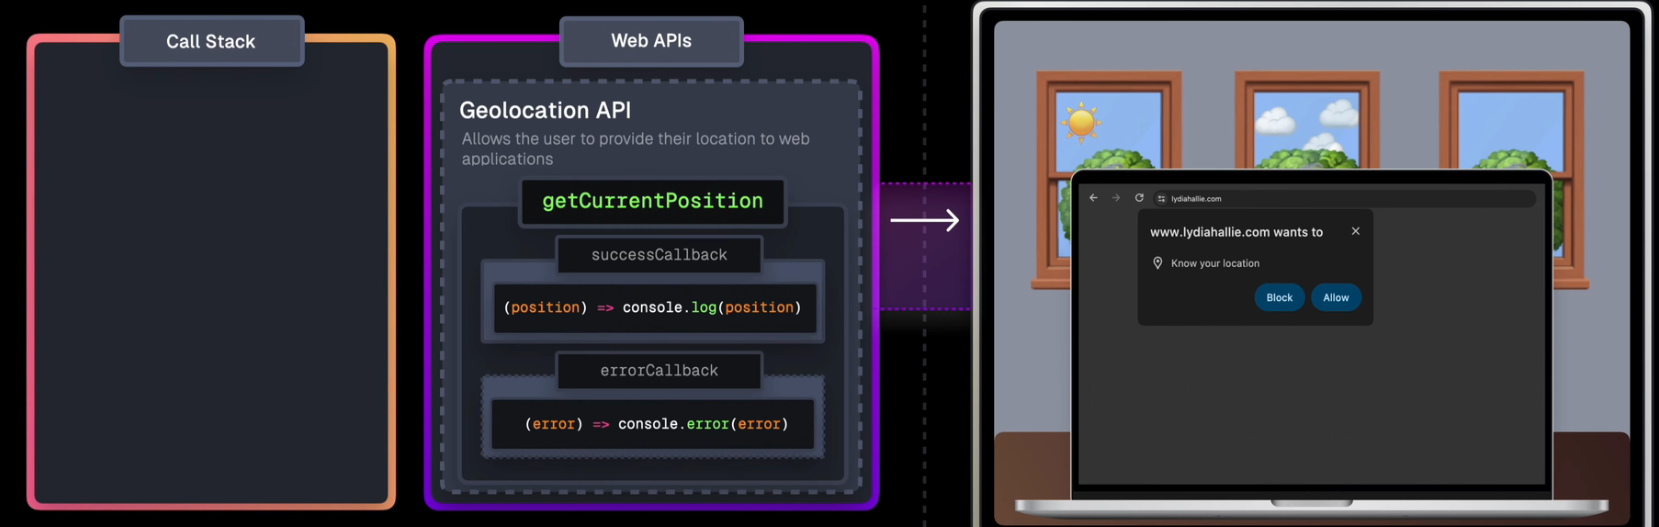 Call Stack
Web APIs
Geolocation API
Allows the user to provide their location to web
applications
getCurrentPosition
successCallback
(position) => console.log(position)
errorCallback
(error) => console.error(error)
lydiahallie.com
www.lydiahallie.com wants to
Know your location
Block
Allow